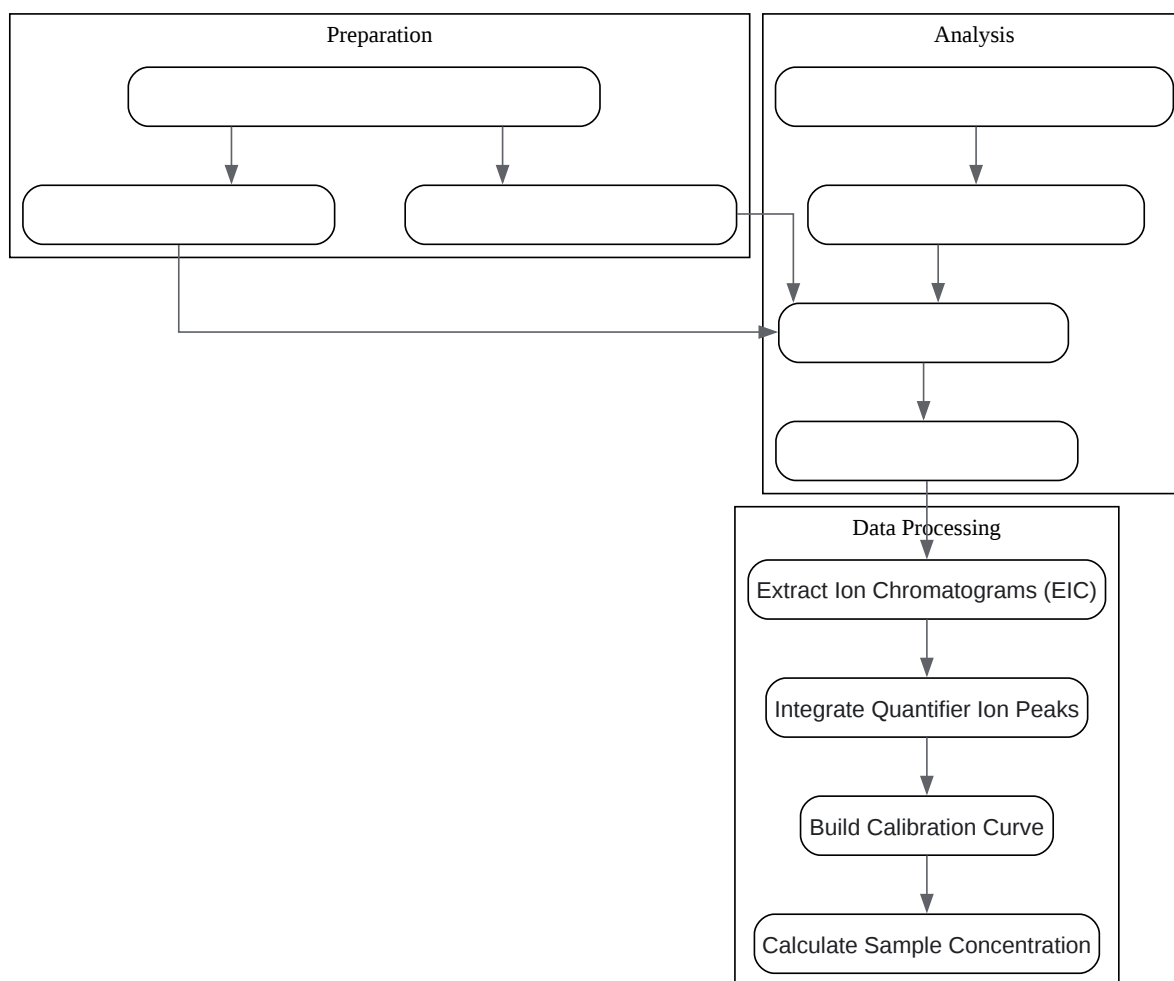 Preparation
Analysis
Data Processing
Extract Ion Chromatograms (EIC)
Integrate Quantifier Ion Peaks
Build Calibration Curve
Calculate Sample Concentration